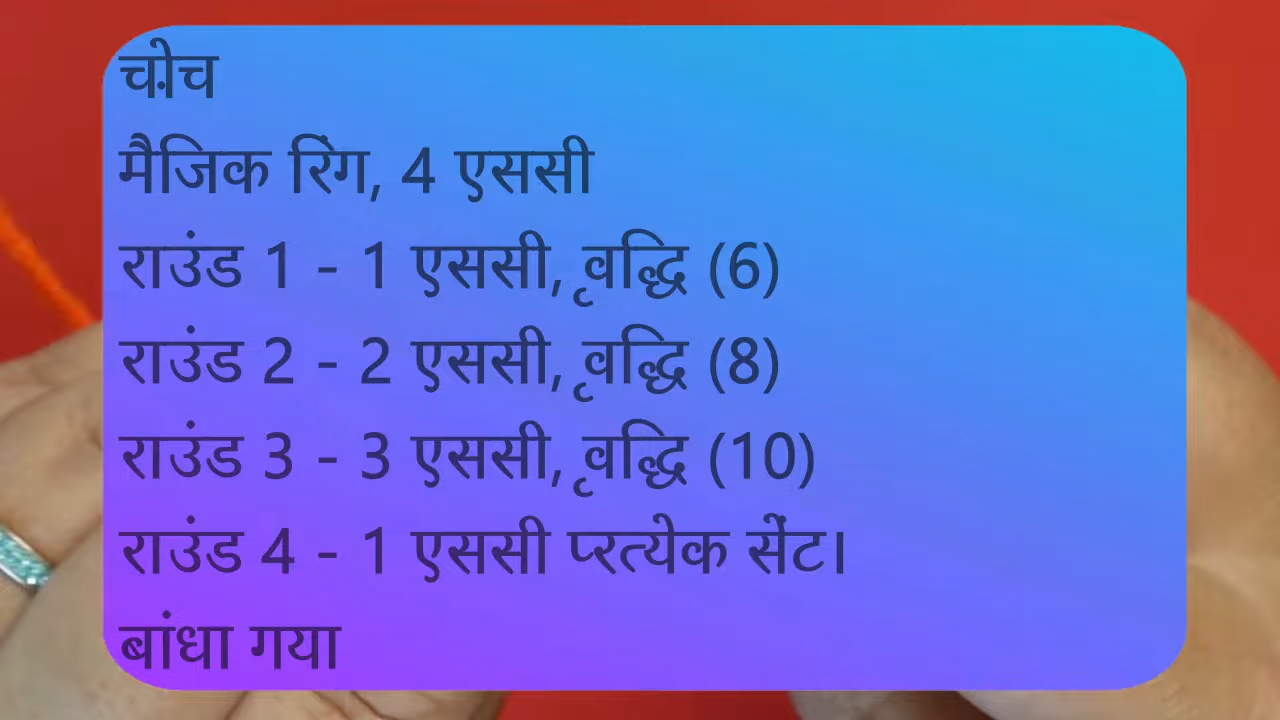 चोंच
मैजिक रिंग, 4 एससी
राउंड 1 - 1 एससी, वृद्धि (6)
राउंड 2 - 2 एससी, वृद्धि (8)
राउंड 3 - 3 एससी, वृद्धि (10)
राउंड 4 - 1 एससी प्रत्येक सेंट।
बांधा गया